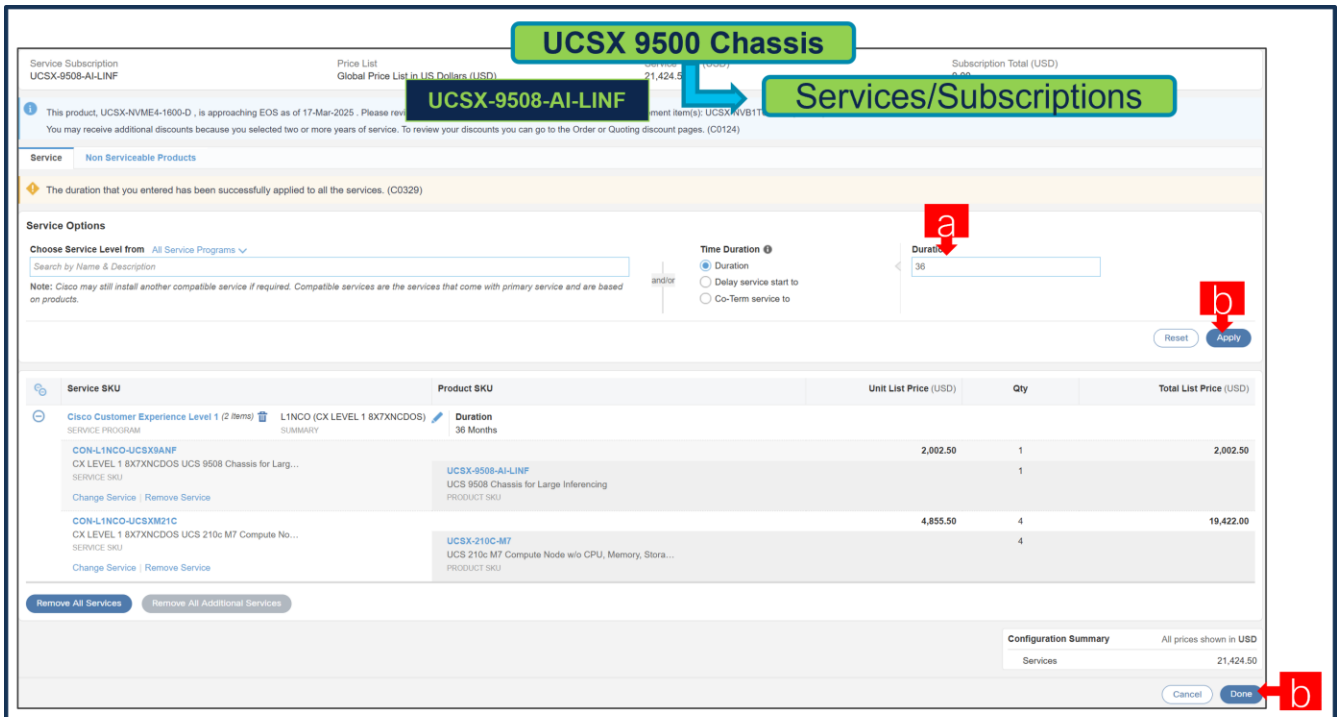 UCSX 9500 Chassis
Service Subscription
UCSX-9508-AI-LINF
Price List
Global Price List in US Dollars (USD)
(USD)
21,424.5
Subscription Total (USD)
UCSX-9508-AI-LINF
Services/Subscriptions
This product, UCSX-NVME4-1600-D , is approaching EOS as of 17-Mar-2025 . Please revi
ement item(s): UCSX-NVB1T
You may receive additional discounts because you selected two or more years of service. To review your discounts you can go to the Order or Quoting discount pages. (C0124)
Service Non Serviceable Products
The duration that you entered has been successfully applied to all the services. (C0329)
Service Options
a
Choose Service Level from All Service Programs
Search by Name & Description
Note: Cisco may still install another compatible service if required. Compatible services are the services that come with primary service and are based
on products.
and/or
Time Duration
Duration
Delay service start to
Co-Term service to
Duratio
36
b
Reset Apply
Service SKU Product SKU Unit List Price (USD) Qty Total List Price (USD)
Cisco Customer Experience Level 1 (2 items) L1NCO (CX LEVEL 1 8X7XNCDOS) Duration
SERVICE PROGRAM SUMMARY 36 Months
CON-L1NCO-UCSX9ANF 2,002.50 1 2,002.50
CX LEVEL 1 8X7XNCDOS UCS 9508 Chassis for Larg...
SERVICE SKU
UCSX-9508-AI-LINF 1
UCS 9508 Chassis for Large Inferencing
PRODUCT SKU
Change Service | Remove Service
CON-L1NCO-UCSXM21C 4,855.50 4 19,422.00
CX LEVEL 1 8X7XNCDOS UCS 210c M7 Compute No...
SERVICE SKU
UCSX-210C-M7 4
UCS 210c M7 Compute Node w/o CPU, Memory, Stora...
PRODUCT SKU
Change Service | Remove Service
Remove All Services Remove All Additional Services
Configuration Summary All prices shown in USD
Services 21,424.50
Cancel Done b